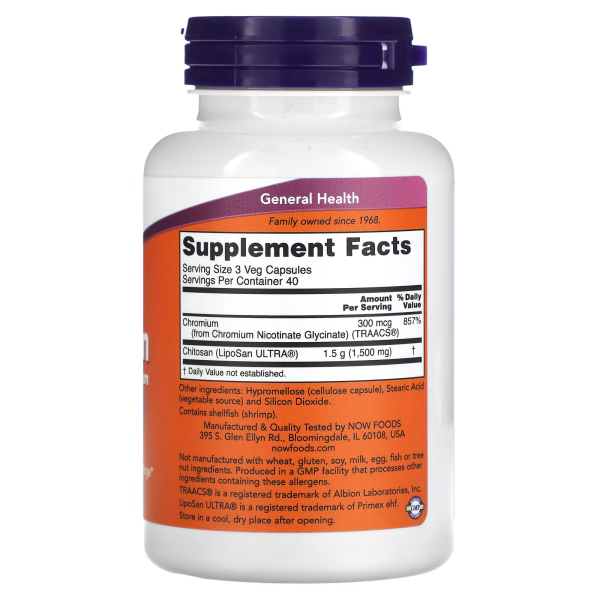 General Health
Family owned since 1968.
Supplement Facts
Serving Size 3 Veg Capsules
Servings Per Container 40
Amount Per Serving % Daily Value
Chromium 300 mcg 857%
(from Chromium Nicotinate Glycinate) (TRAACS®)
Chitosan (LipoSan ULTRA®) 1.5 g (1,500 mg) †
† Daily Value not established.
Other ingredients: Hypromellose (cellulose capsule), Stearic Acid
(vegetable source) and Silicon Dioxide.
Contains shellfish (shrimp).
Manufactured & Quality Tested by NOW FOODS
395 S. Glen Ellyn Rd., Bloomingdale, IL 60108, USA
nowfoods.com
Not manufactured with wheat, gluten, soy, milk, egg, fish or tree
nut ingredients. Produced in a GMP facility that processes other
ingredients containing these allergens.
TRAACS® is a registered trademark of Albion Laboratories, Inc.
LipoSan ULTRA® is a registered trademark of Primex ehf.
Store in a cool, dry place after opening.
GMP